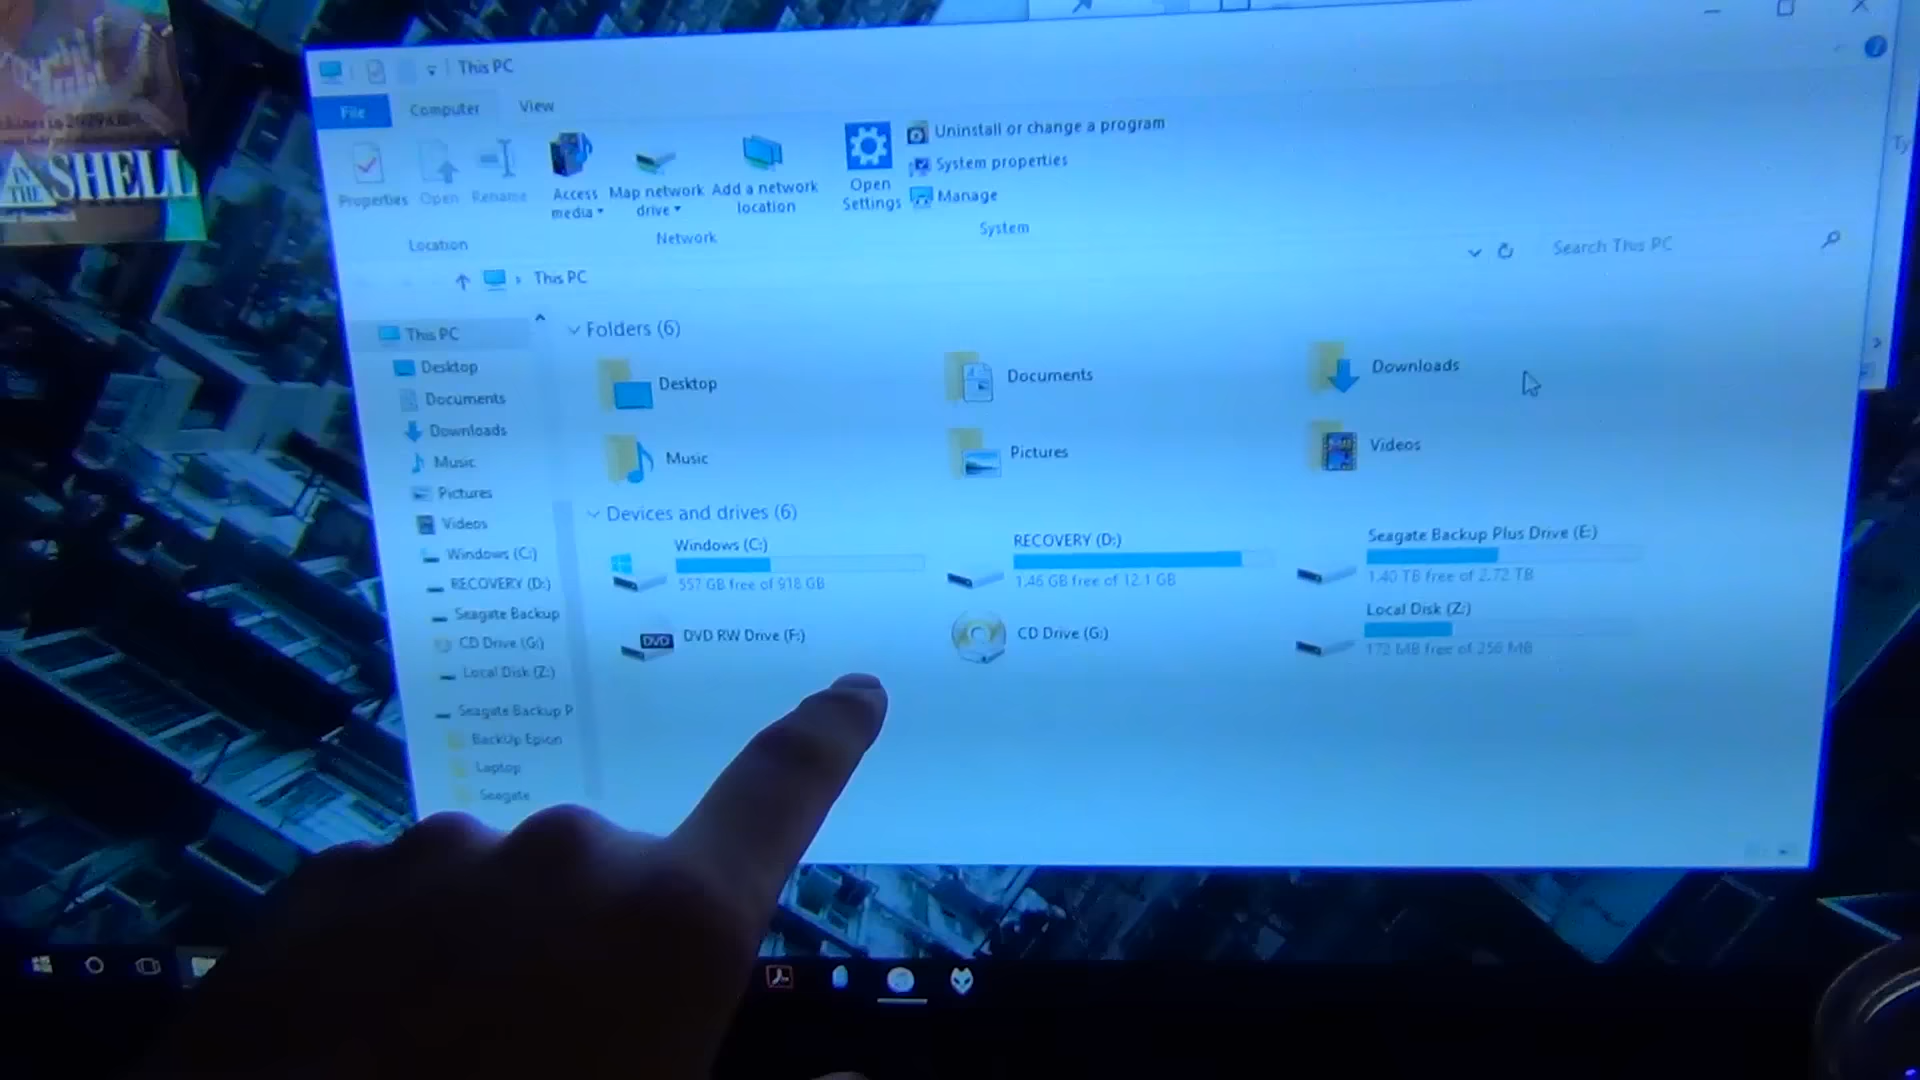 This PC
File
Computer
View
IN
THE
SHELL
Properties
Open
Rename
Access
media
Map network
drive
Add a network
location
Open
Settings
Uninstall or change a program
System properties
Manage
Location
Network
System
This PC
Search This PC
This PC
Desktop
Documents
Downloads
Music
Pictures
Videos
Windows (C:)
RECOVERY (D:)
Seagate Backup
CD Drive (G:)
Local Disk (Z:)
Seagate Backup P
BackUp Epion
Laptop
Seagate
Folders (6)
Desktop
Documents
Downloads
Music
Pictures
Videos
Devices and drives (6)
Windows (C:)
557 GB free of 918 GB
RECOVERY (D:)
1.46 GB free of 12.1 GB
Seagate Backup Plus Drive (E:)
1.40 TB free of 2.72 TB
DVD
DVD RW Drive (F:)
CD Drive (G:)
Local Disk (Z:)
172 MB free of 256 MB